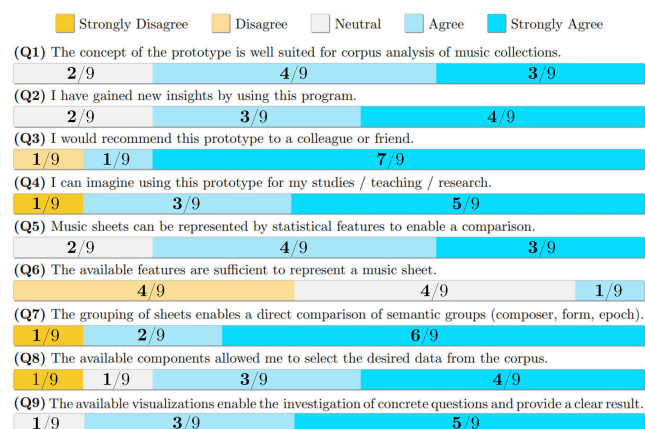 Strongly Disagree Disagree Neutral Agree Strongly Agree
(Q1) The concept of the prototype is well suited for corpus analysis of music collections.
2/9 4/9 3/9
(Q2) I have gained new insights by using this program.
2/9 3/9 4/9
(Q3) I would recommend this prototype to a colleague or friend.
1/9 1/9 7/9
(Q4) I can imagine using this prototype for my studies / teaching / research.
1/9 3/9 5/9
(Q5) Music sheets can be represented by statistical features to enable a comparison.
2/9 4/9 3/9
(Q6) The available features are sufficient to represent a music sheet.
4/9 4/9 1/9
(Q7) The grouping of sheets enables a direct comparison of semantic groups (composer, form, epoch).
1/9 2/9 6/9
(Q8) The available components allowed me to select the desired data from the corpus.
1/9 1/9 3/9 4/9
(Q9) The available visualizations enable the investigation of concrete questions and provide a clear result.
1/9 3/9 5/9